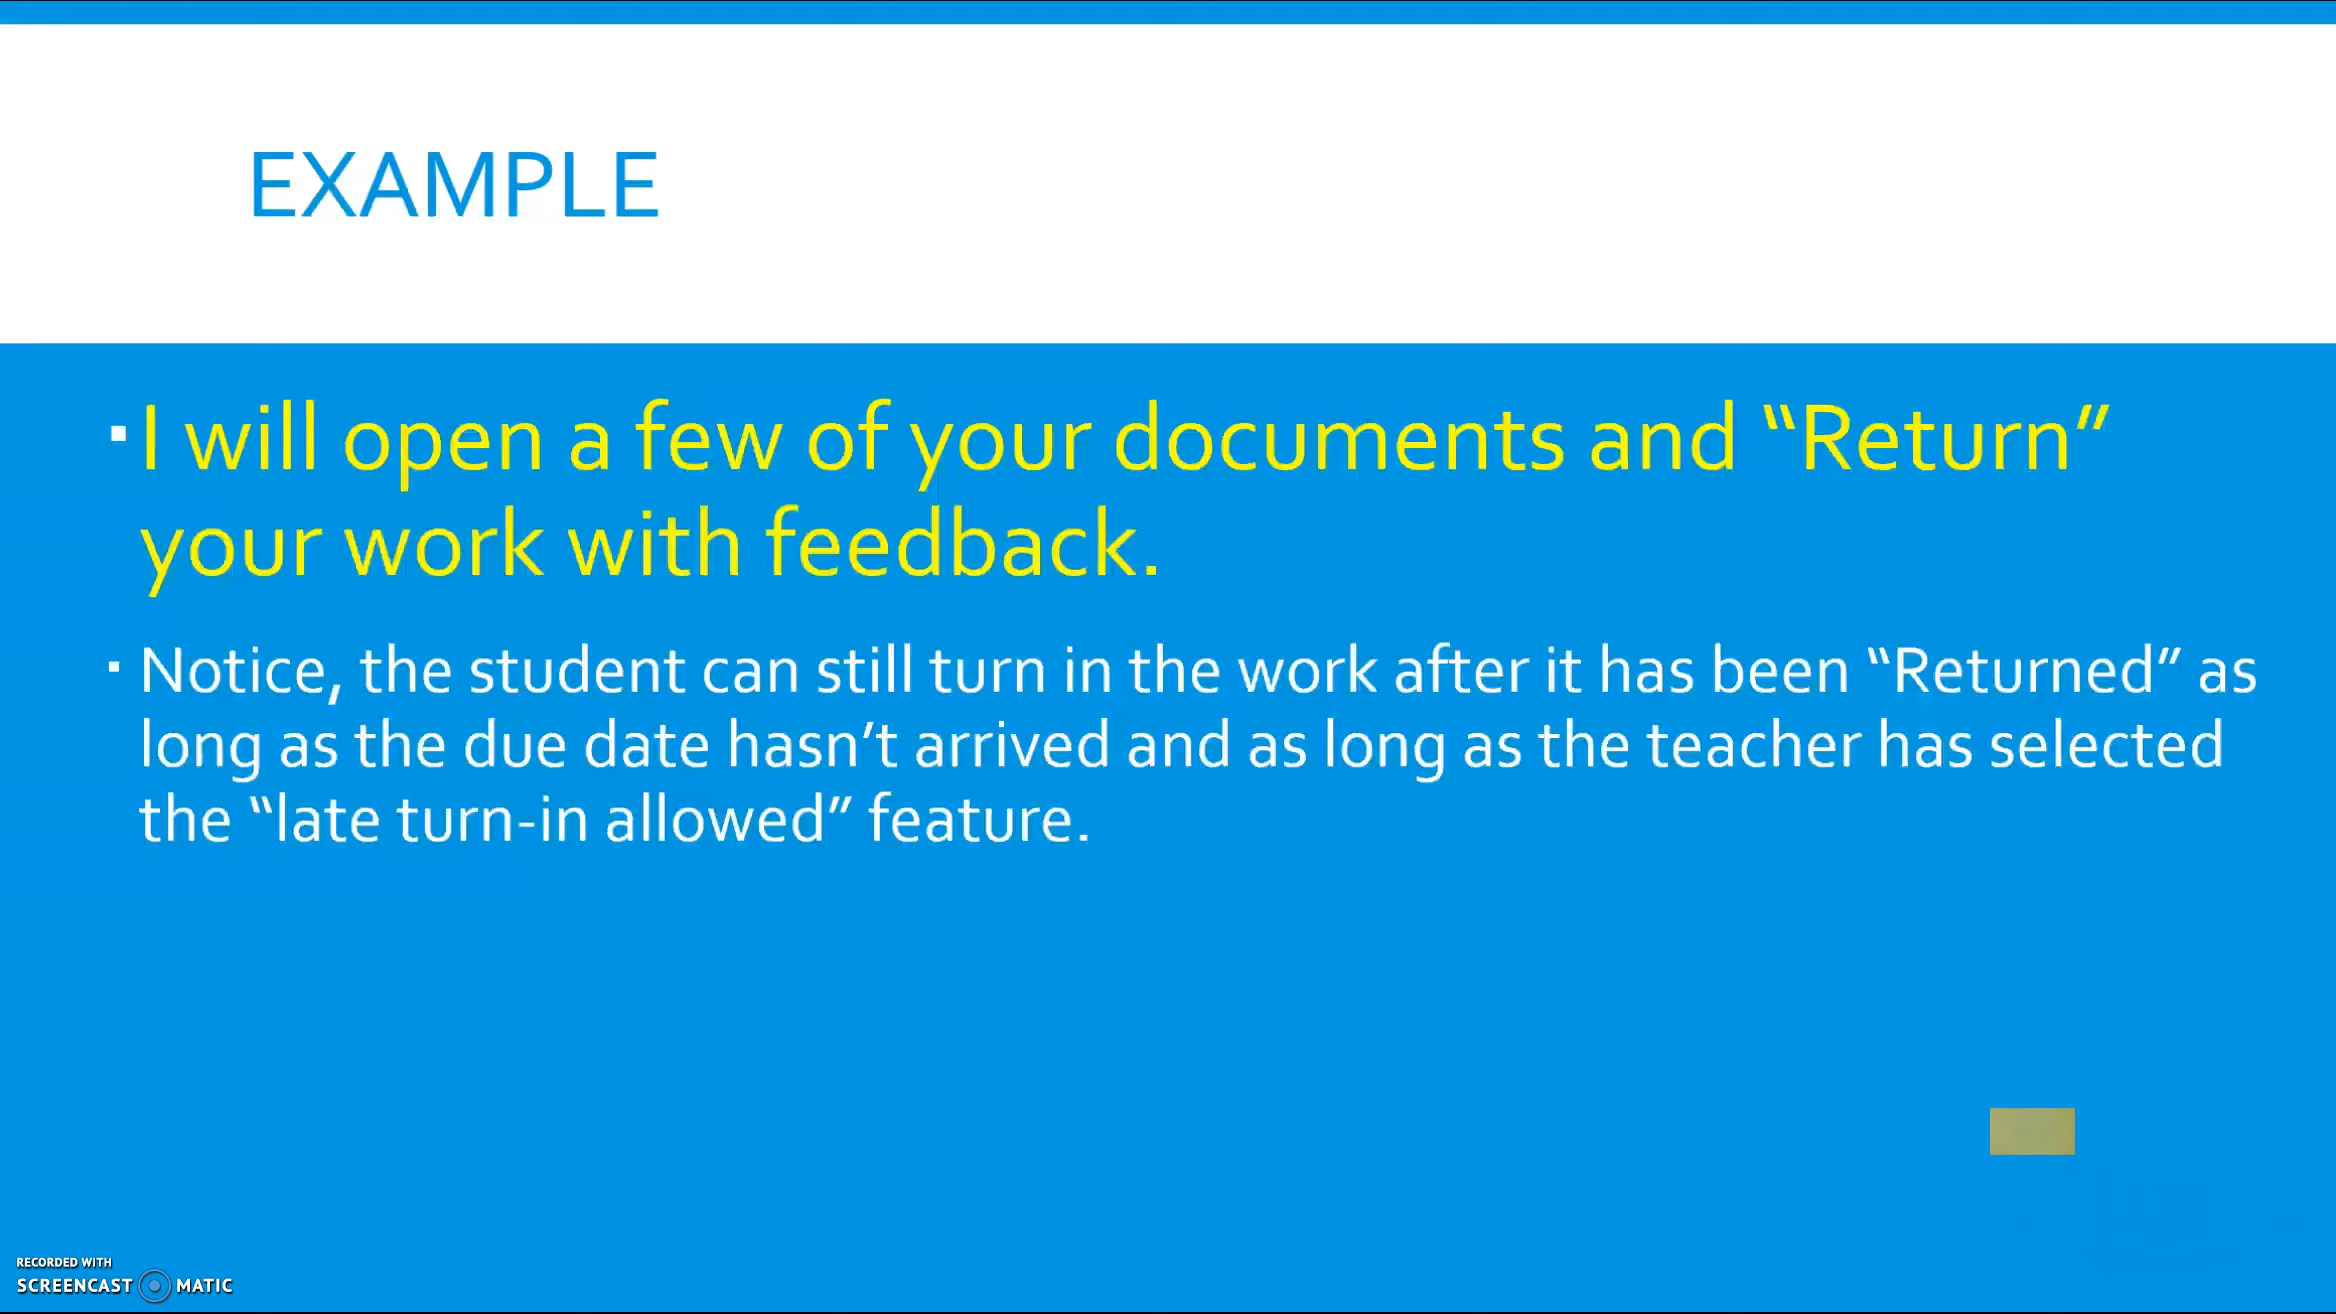 EXAMPLE
▪ I will open a few of your documents and “Return”
your work with feedback.
▪ Notice, the student can still turn in the work after it has been “Returned” as
long as the due date hasn’t arrived and as long as the teacher has selected
the “late turn-in allowed” feature.
RECORDED WITH
SCREENCAST MATIC